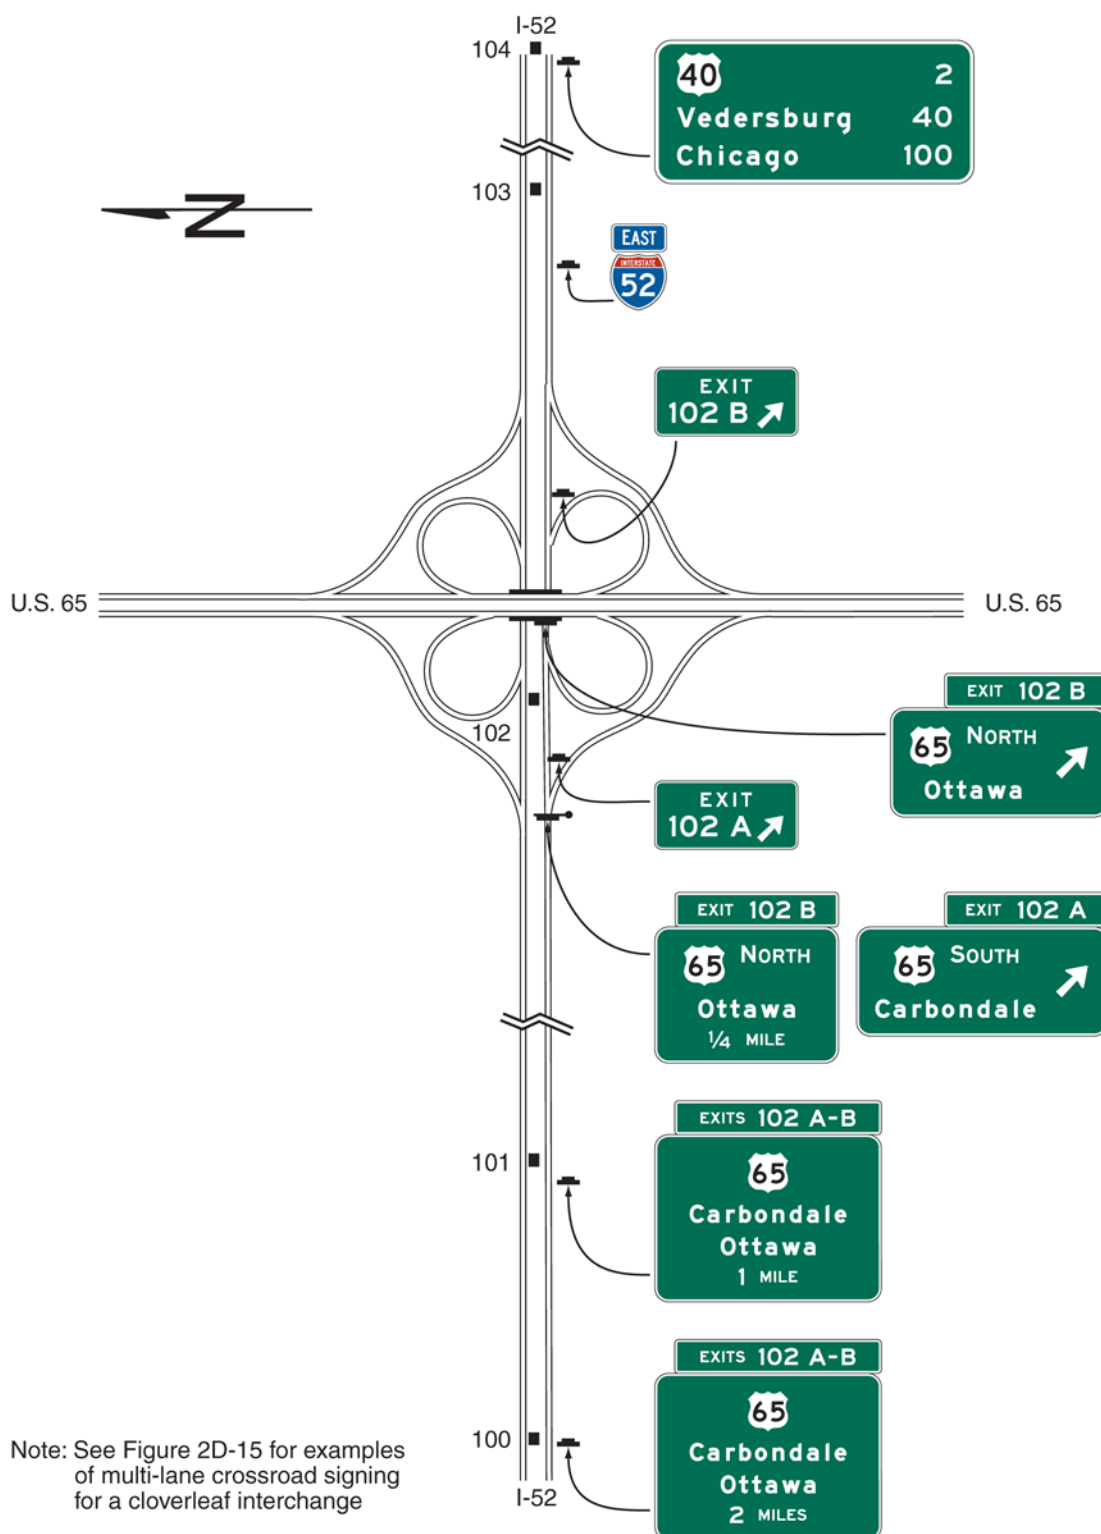 I-52
104
40 2
Vedersburg 40
Chicago 100
103
N
EAST
INTERSTATE
52
EXIT
102 B
U.S. 65
U.S. 65
102
EXIT 102 B
65 NORTH
Ottawa
EXIT
102 A
EXIT 102 B
65 NORTH
Ottawa
1/4 MILE
EXIT 102 A
65 SOUTH
Carbondale
101
EXITS 102 A-B
65
Carbondale
Ottawa
1 MILE
EXITS 102 A-B
65
Carbondale
Ottawa
2 MILES
100
I-52
Note: See Figure 2D-15 for examples
of multi-lane crossroad signing
for a cloverleaf interchange